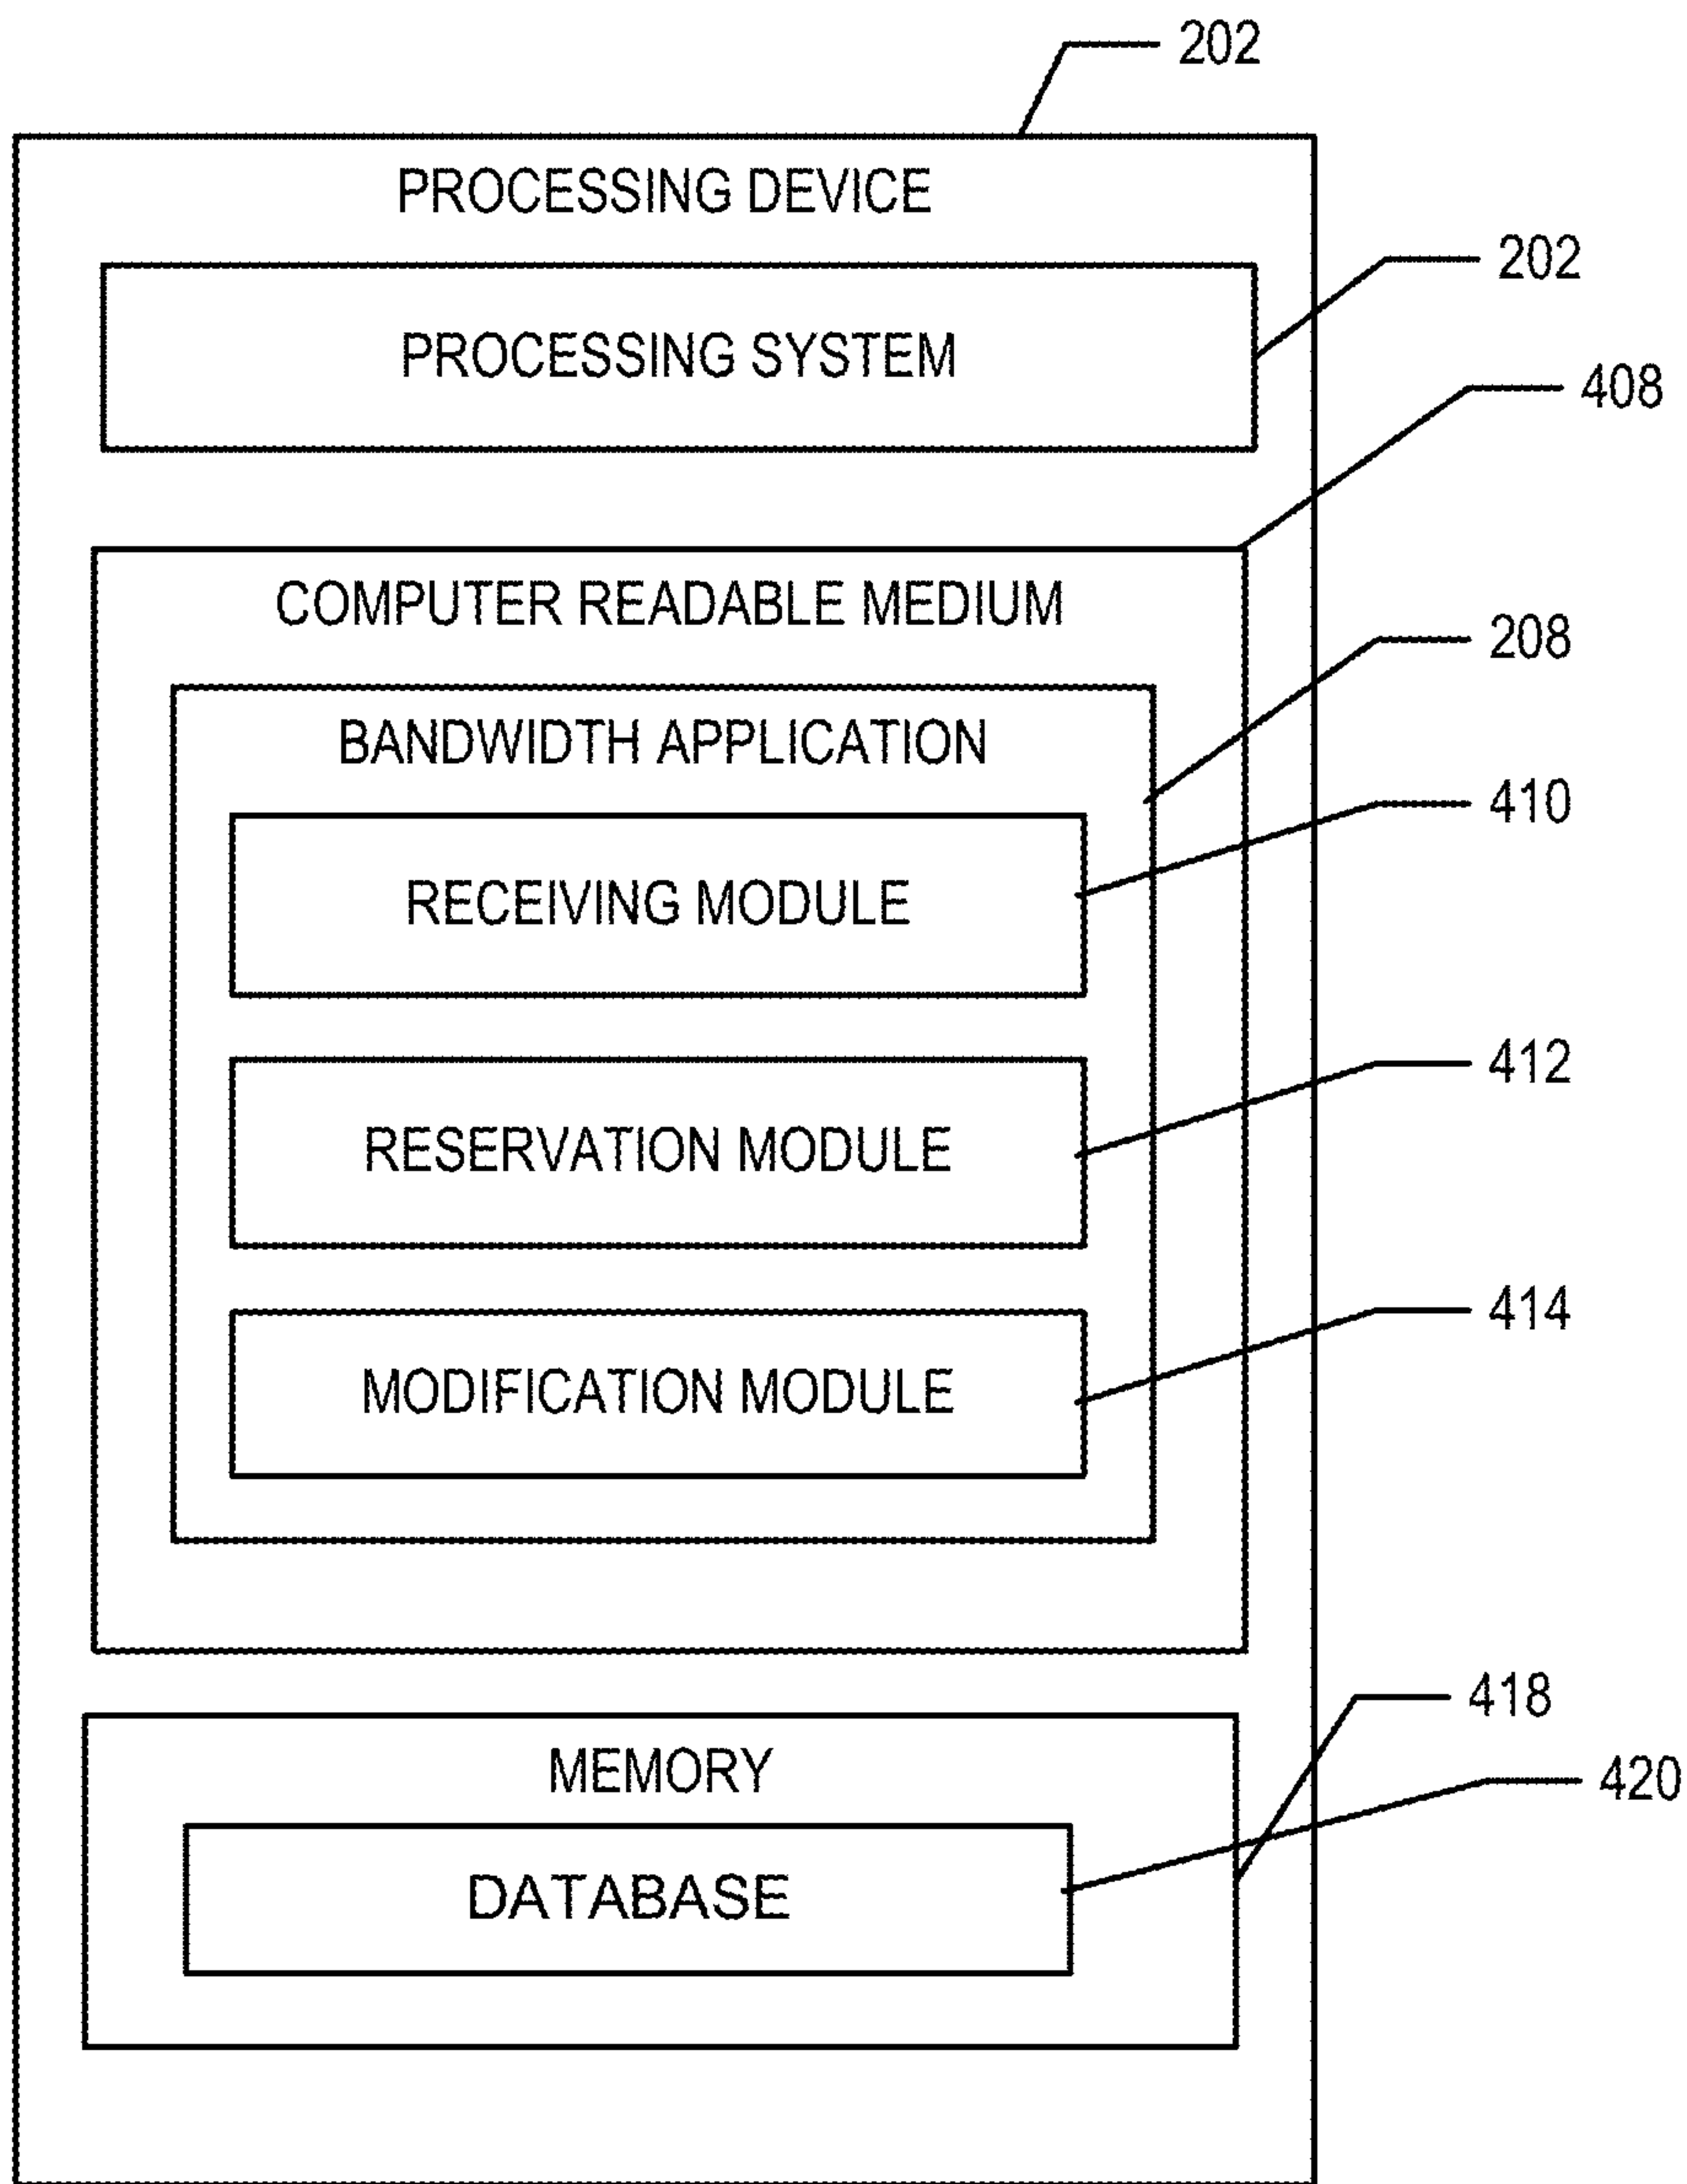 202
PROCESSING DEVICE
202
PROCESSING SYSTEM
408
COMPUTER READABLE MEDIUM
208
BANDWIDTH APPLICATION
410
RECEIVING MODULE
412
RESERVATION MODULE
414
MODIFICATION MODULE
418
MEMORY
420
DATABASE